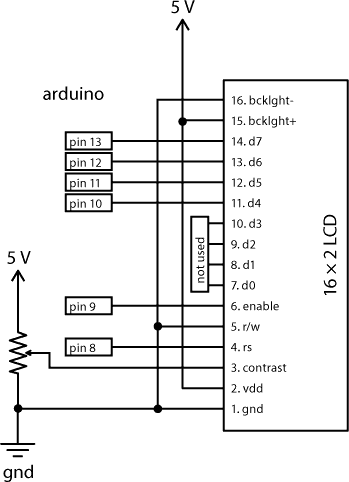 5 V
arduino
16. bcklght-
15. bcklght+
pin 13
14. d7
pin 12
13. d6
pin 11
12. d5
pin 10
11. d4
10. d3
9. d2
8. d1
7. d0
not used
16 × 2 LCD
5 V
pin 9
6. enable
5. r/w
pin 8
4. rs
3. contrast
2. vdd
1. gnd
gnd